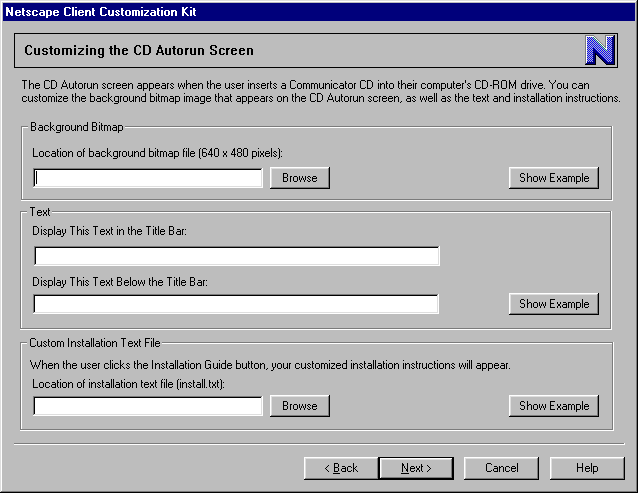 Netscape Client Customization Kit
Customizing the CD Autorun Screen
N
The CD Autorun screen appears when the user inserts a Communicator CD into their computer's CD-ROM drive. You can
customize the background bitmap image that appears on the CD Autorun screen, as well as the text and installation instructions.
Background Bitmap
Location of background bitmap file (640 x 480 pixels):
Browse
Show Example
Text
Display This Text in the Title Bar:
Display This Text Below the Title Bar:
Show Example
Custom Installation Text File
When the user clicks the Installation Guide button, your customized installation instructions will appear.
Location of installation text file (install.txt):
Browse
Show Example
< Back
Next >
Cancel
Help